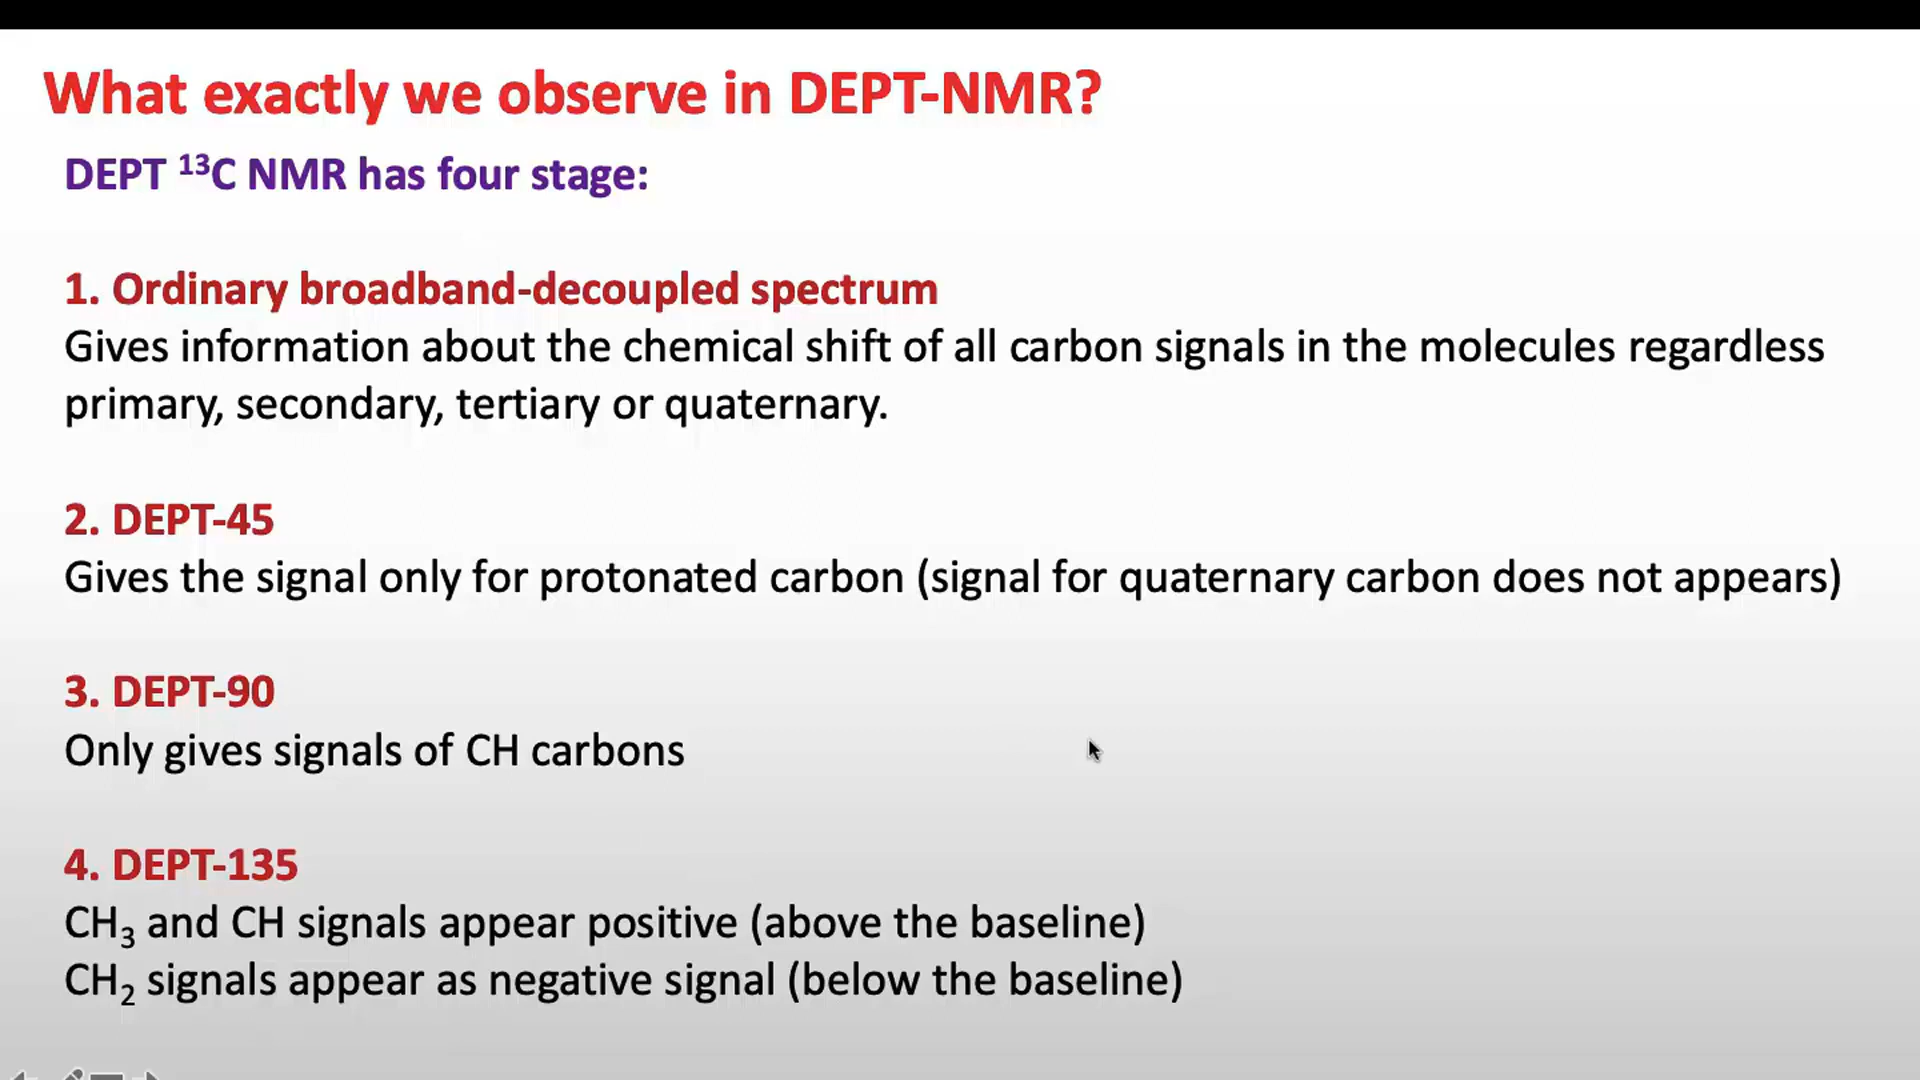 What exactly we observe in DEPT-NMR?
DEPT ¹³C NMR has four stage:
1. Ordinary broadband-decoupled spectrum
Gives information about the chemical shift of all carbon signals in the molecules regardless
primary, secondary, tertiary or quaternary.
2. DEPT-45
Gives the signal only for protonated carbon (signal for quaternary carbon does not appears)
3. DEPT-90
Only gives signals of CH carbons
4. DEPT-135
CH₃ and CH signals appear positive (above the baseline)
CH₂ signals appear as negative signal (below the baseline)